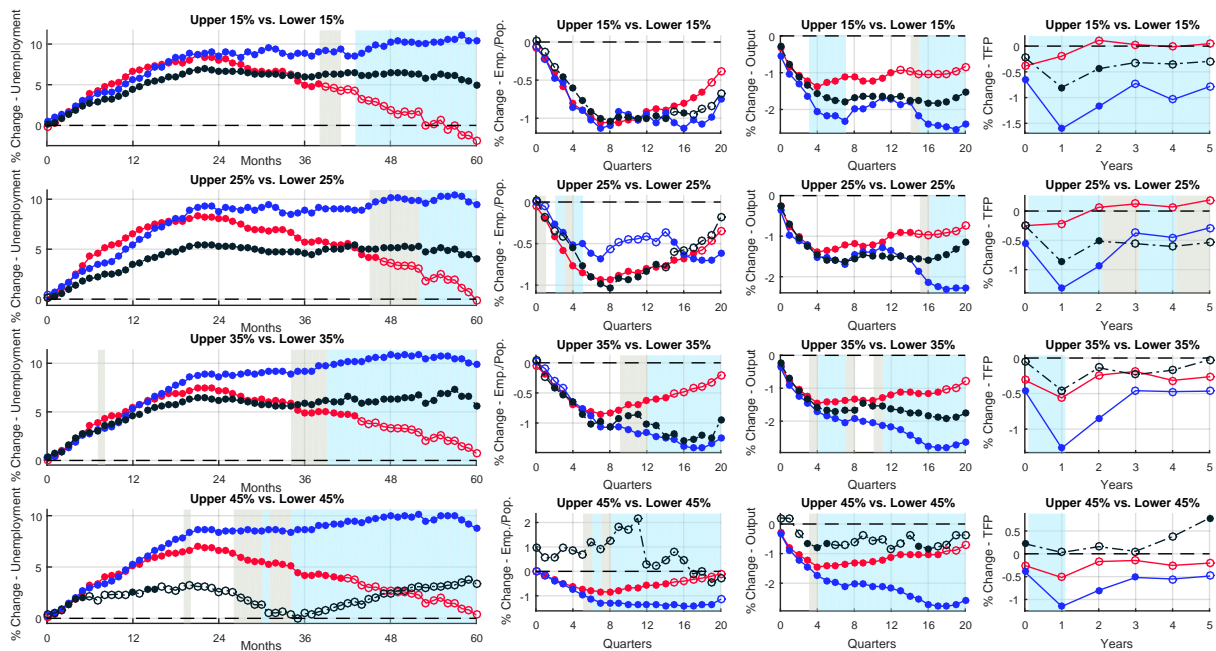 Upper 15% vs. Lower 15%
% Change - Unemployment
10
5
0
0 12 24 36 48 60
Months
Upper 15% vs. Lower 15%
% Change - Emp./Pop.
0
-0.5
-1
0 4 8 12 16 20
Quarters
Upper 15% vs. Lower 15%
% Change - Output
0
-1
-2
0 4 8 12 16 20
Quarters
Upper 15% vs. Lower 15%
% Change - TFP
0
-0.5
-1
-1.5
0 1 2 3 4 5
Years
Upper 25% vs. Lower 25%
% Change - Unemployment
10
5
0
0 12 24 36 48 60
Months
Upper 25% vs. Lower 25%
% Change - Emp./Pop.
0
-0.5
-1
0 4 8 12 16 20
Quarters
Upper 25% vs. Lower 25%
% Change - Output
0
-1
-2
0 4 8 12 16 20
Quarters
Upper 25% vs. Lower 25%
% Change - TFP
0
-0.5
-1
0 1 2 3 4 5
Years
Upper 35% vs. Lower 35%
% Change - Unemployment
10
5
0
0 12 24 36 48 60
Months
Upper 35% vs. Lower 35%
% Change - Emp./Pop.
0
-0.5
-1
0 4 8 12 16 20
Quarters
Upper 35% vs. Lower 35%
% Change - Output
0
-1
-2
0 4 8 12 16 20
Quarters
Upper 35% vs. Lower 35%
% Change - TFP
0
-0.5
-1
0 1 2 3 4 5
Years
Upper 45% vs. Lower 45%
% Change - Unemployment
10
5
0
0 12 24 36 48 60
Months
Upper 45% vs. Lower 45%
% Change - Emp./Pop.
2
1
0
-1
0 4 8 12 16 20
Quarters
Upper 45% vs. Lower 45%
% Change - Output
0
-1
-2
0 4 8 12 16 20
Quarters
Upper 45% vs. Lower 45%
% Change - TFP
0.5
0
-0.5
-1
0 1 2 3 4 5
Years